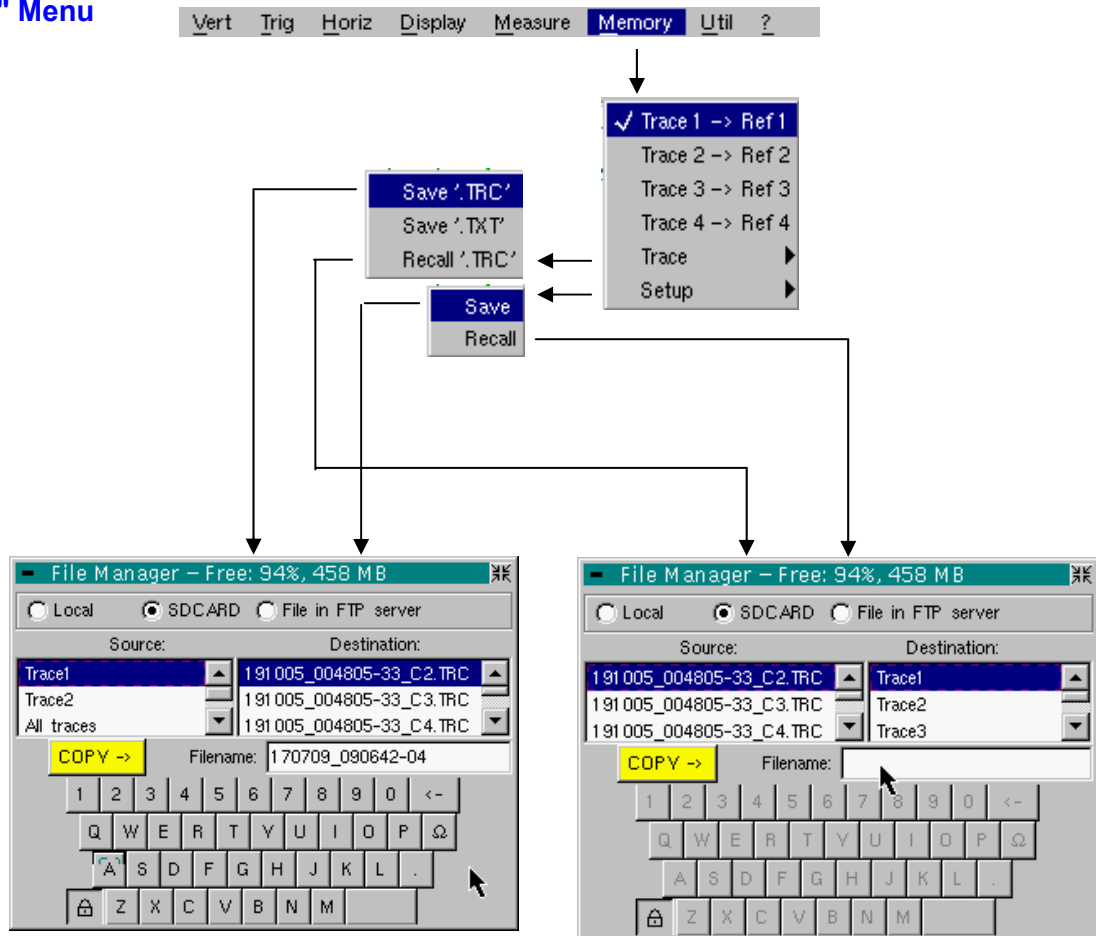 " Menu
Vert Trig Horiz Display Measure Memory Util ?
✓ Trace 1 -> Ref 1
Trace 2 -> Ref 2
Trace 3 -> Ref 3
Trace 4 -> Ref 4
Trace
Setup
Save '.TRC'
Save '.TXT'
Recall '.TRC'
Save
Recall
File Manager – Free: 94%, 458 MB
Local SDCARD File in FTP server
Source: Destination:
Trace1 191005_004805-33_C2.TRC
Trace2 191005_004805-33_C3.TRC
All traces 191005_004805-33_C4.TRC
COPY -> Filename: 170709_090642-04
1 2 3 4 5 6 7 8 9 0 <-
Q W E R T Y U I O P Ω
A S D F G H J K L .
Z X C V B N M
File Manager – Free: 94%, 458 MB
Local SDCARD File in FTP server
Source: Destination:
191005_004805-33_C2.TRC Trace1
191005_004805-33_C3.TRC Trace2
191005_004805-33_C4.TRC Trace3
COPY -> Filename:
1 2 3 4 5 6 7 8 9 0 <-
Q W E R T Y U I O P Ω
A S D F G H J K L .
Z X C V B N M